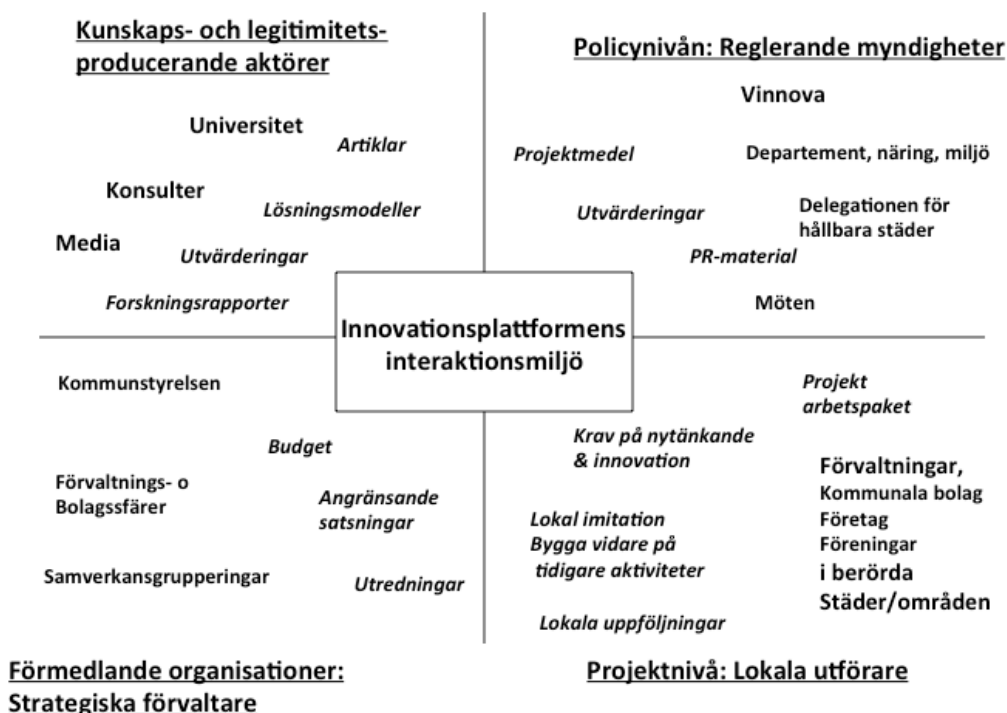 Kunskaps- och legitimitets-
producerande aktörer
Universitet
Artiklar
Konsulter
Lösningsmodeller
Media
Utvärderingar
Forskningsrapporter
Policynivån: Reglerande myndigheter
Vinnova
Projektmedel
Departement, näring, miljö
Utvärderingar
Delegationen för
hållbara städer
PR-material
Möten
Innovationsplattformens
interaktionsmiljö
Kommunstyrelsen
Budget
Förvaltnings- o
Bolagssfärer
Angränsande
satsningar
Samverkansgrupperingar
Utredningar
Förmedlande organisationer:
Strategiska förvaltare
Projekt
arbetspaket
Krav på nytänkande
& innovation
Förvaltningar,
Kommunala bolag
Företag
Föreningar
i berörda
Städer/områden
Lokal imitation
Bygga vidare på
tidigare aktiviteter
Lokala uppföljningar
Projektnivå: Lokala utförare